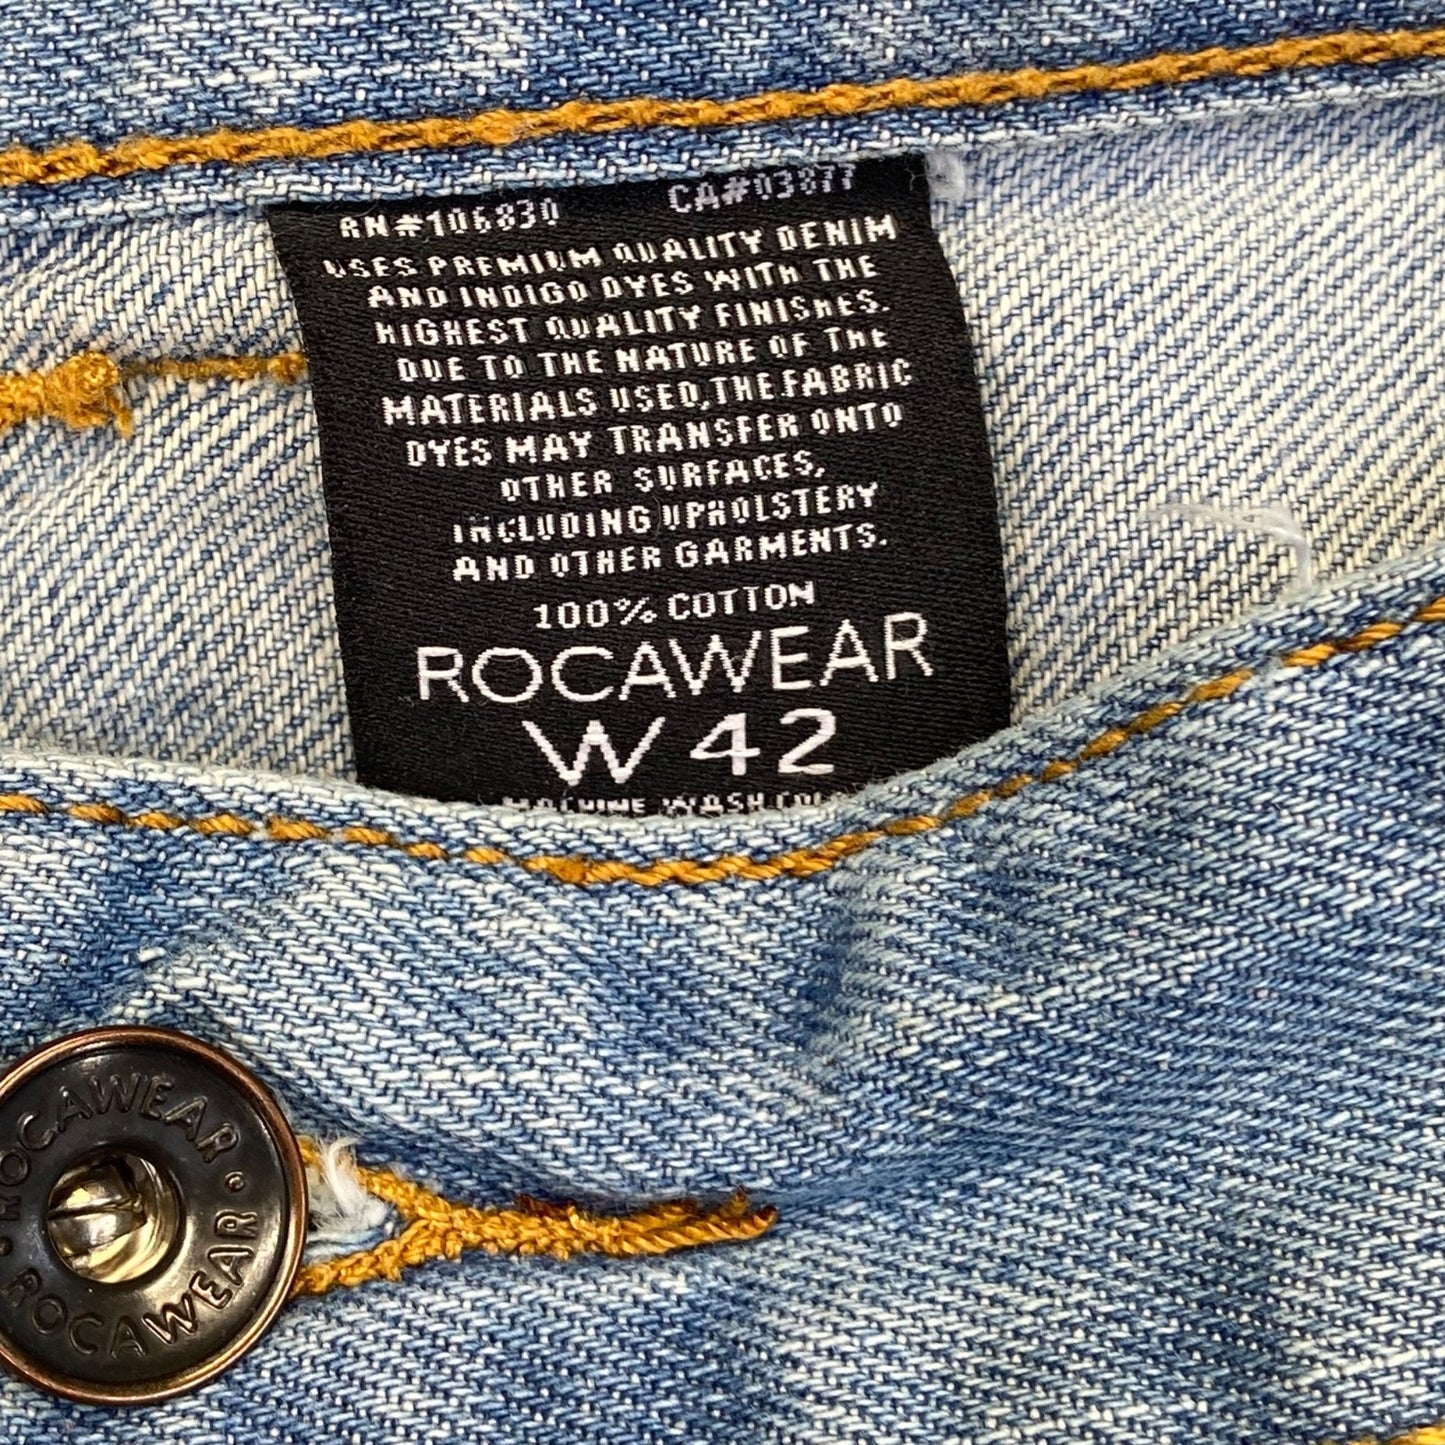 RN#106830 CA#03877
USES PREMIUM QUALITY DENIM
AND INDIGO DYES WITH THE
HIGHEST QUALITY FINISHES.
DUE TO THE NATURE OF THE
MATERIALS USED, THE FABRIC
DYES MAY TRANSFER ONTO
OTHER SURFACES,
INCLUDING UPHOLSTERY
AND OTHER GARMENTS.
100% COTTON
ROCAWEAR
W 42
MACHINE WASH
ROCAWEAR
ROCAWEAR